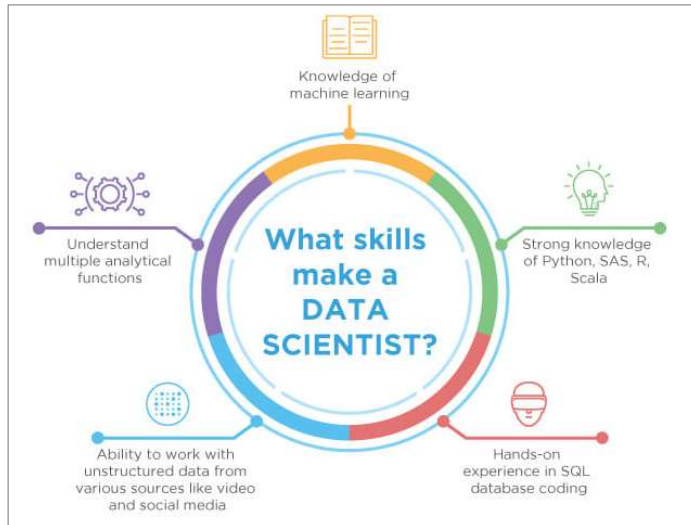 Knowledge of
machine learning
Understand
multiple analytical
functions
What skills
make a
DATA
SCIENTIST?
Strong knowledge
of Python, SAS, R,
Scala
Ability to work with
unstructured data from
various sources like video
and social media
Hands-on
experience in SQL
database coding